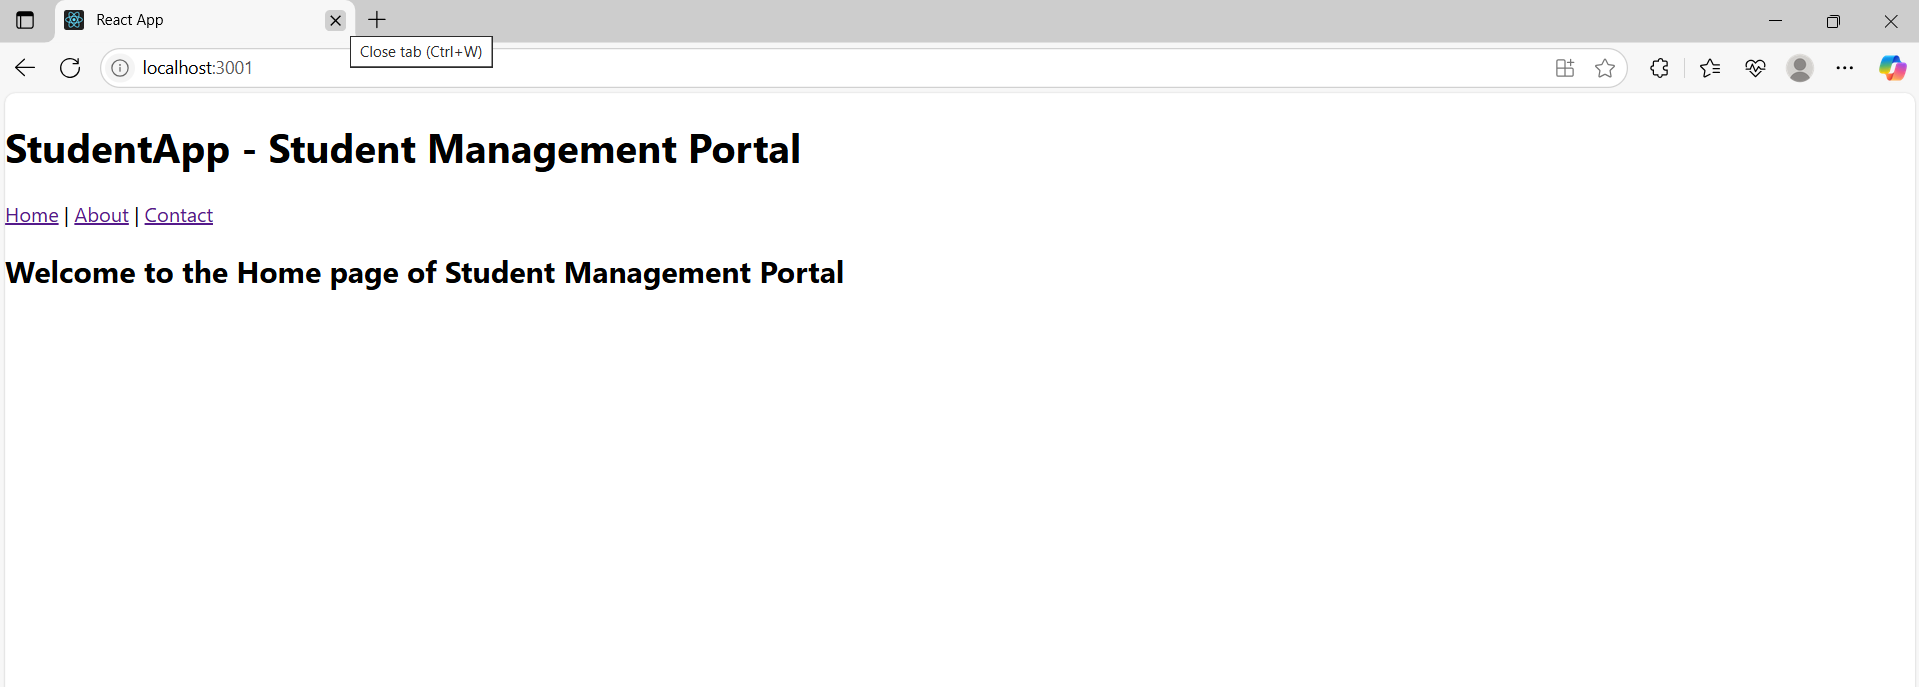 React App
Close tab (Ctrl+W)
localhost:3001
StudentApp - Student Management Portal
Home | About | Contact
Welcome to the Home page of Student Management Portal